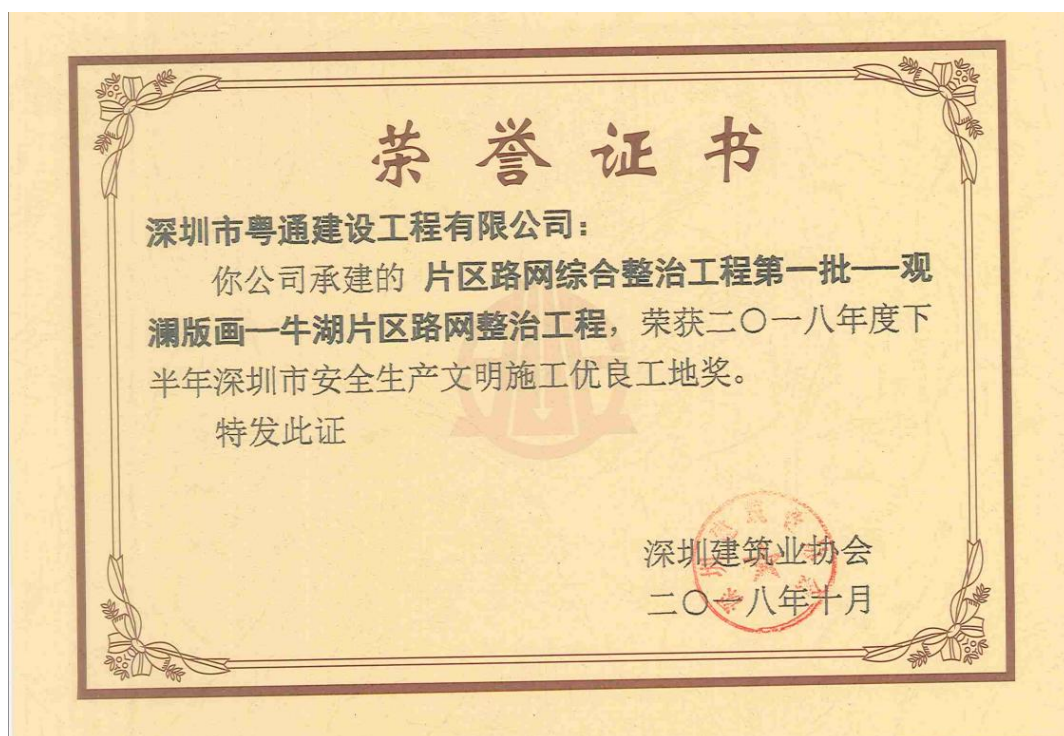 荣誉证书
深圳市粤通建设工程有限公司：
你公司承建的 片区路网综合整治工程第一批——观
澜版画—牛湖片区路网整治工程，荣获二〇一八年度下
半年深圳市安全生产文明施工优良工地奖。
特发此证
深圳建筑业协会
二〇一八年十月